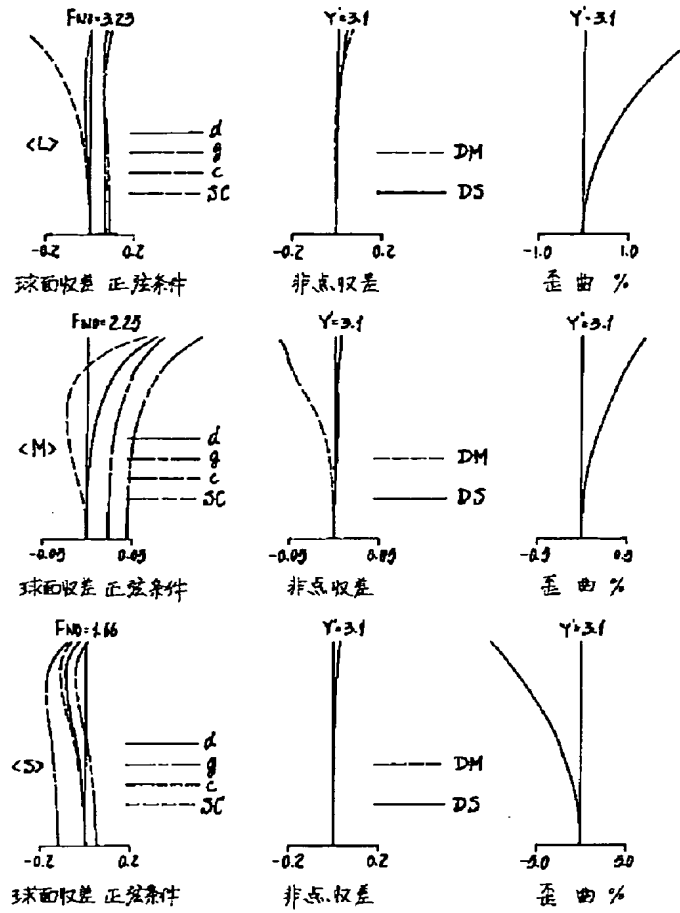 FNO=3.23 Y'=3.1 Y'=3.1
<L>
d
g
c
SC
DM
DS
-0.2 0.2 0.2 -1.0 1.0
球面収差 正弦条件 非点収差 歪曲 %
FNO=2.25 Y'=3.1 Y'=3.1
<M>
d
g
c
SC
DM
DS
-0.05 0.05 -0.05 0.05 -0.5 0.5
球面収差 正弦条件 非点収差 歪曲 %
FNO=1.66 Y'=3.1 Y'=3.1
<S>
d
g
c
SC
DM
DS
-0.2 0.2 0.2 -5.0 5.0
球面収差 正弦条件 非点収差 歪曲 %